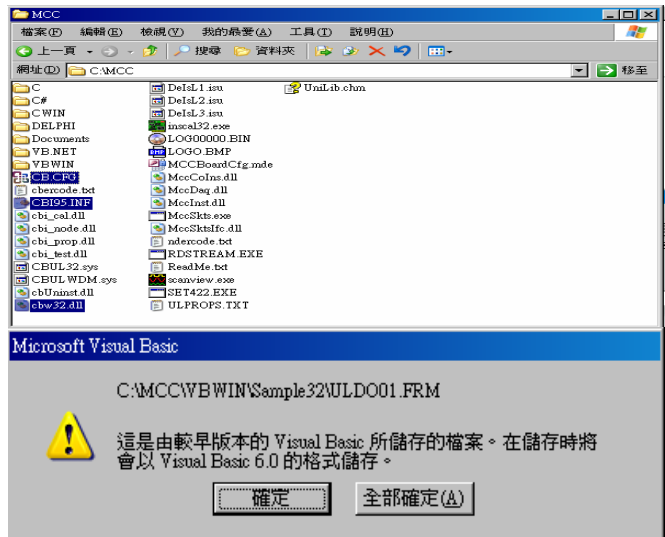 MCC
檔案(F) 編輯(E) 檢視(V) 我的最愛(A) 工具(T) 說明(H)
上一頁 搜尋 資料夾
網址(D) C:\MCC 移至
C
C#
CWIN
DELPHI
Documents
VB.NET
VBWIN
CB.CFG
cbercode.txt
CBI95.INF
cbi_cal.dll
cbi_node.dll
cbi_prop.dll
cbi_test.dll
CBUL32.sys
CBULWDM.sys
cbUninst.dll
cbw32.dll
DeIsL1.isu
DeIsL2.isu
DeIsL3.isu
inscal32.exe
LOG00000.BIN
LOGO.BMP
MCCBoardCfg.mde
MccCoIns.dll
MccDaq.dll
MccInst.dll
MccSkts.exe
MccSktsIfc.dll
ndercode.txt
RDSTREAM.EXE
ReadMe.txt
scanview.exe
SET422.EXE
ULPROPS.TXT
UniLib.chm
Microsoft Visual Basic
C:\MCC\VBWIN\Sample32\ULDO01.FRM
這是由較早版本的 Visual Basic 所儲存的檔案。在儲存時將
會以 Visual Basic 6.0 的格式儲存。
確定 全部確定(A)